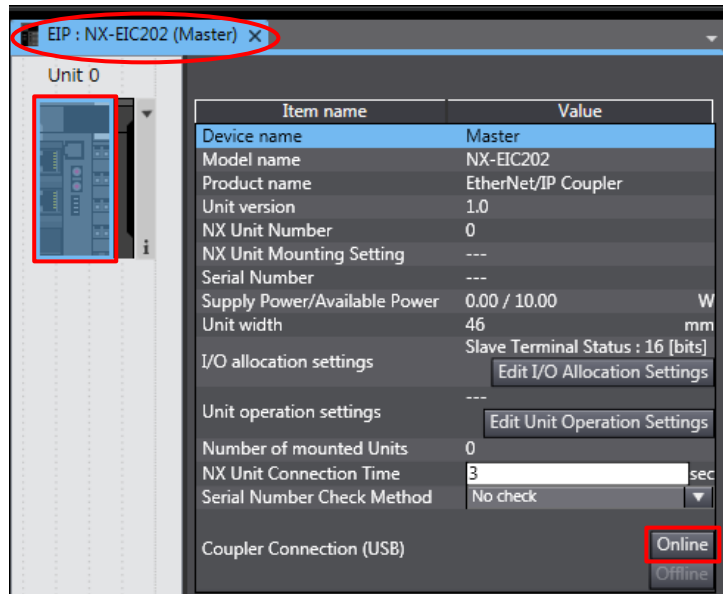 EIP : NX-EIC202 (Master) ×
Unit 0
Item name Value
Device name Master
Model name NX-EIC202
Product name EtherNet/IP Coupler
Unit version 1.0
NX Unit Number 0
NX Unit Mounting Setting ---
Serial Number ---
Supply Power/Available Power 0.00 / 10.00 W
Unit width 46 mm
I/O allocation settings Slave Terminal Status : 16 [bits]
Edit I/O Allocation Settings
Unit operation settings ---
Edit Unit Operation Settings
Number of mounted Units 0
NX Unit Connection Time 3 sec
Serial Number Check Method No check
Coupler Connection (USB) Online
Offline
i